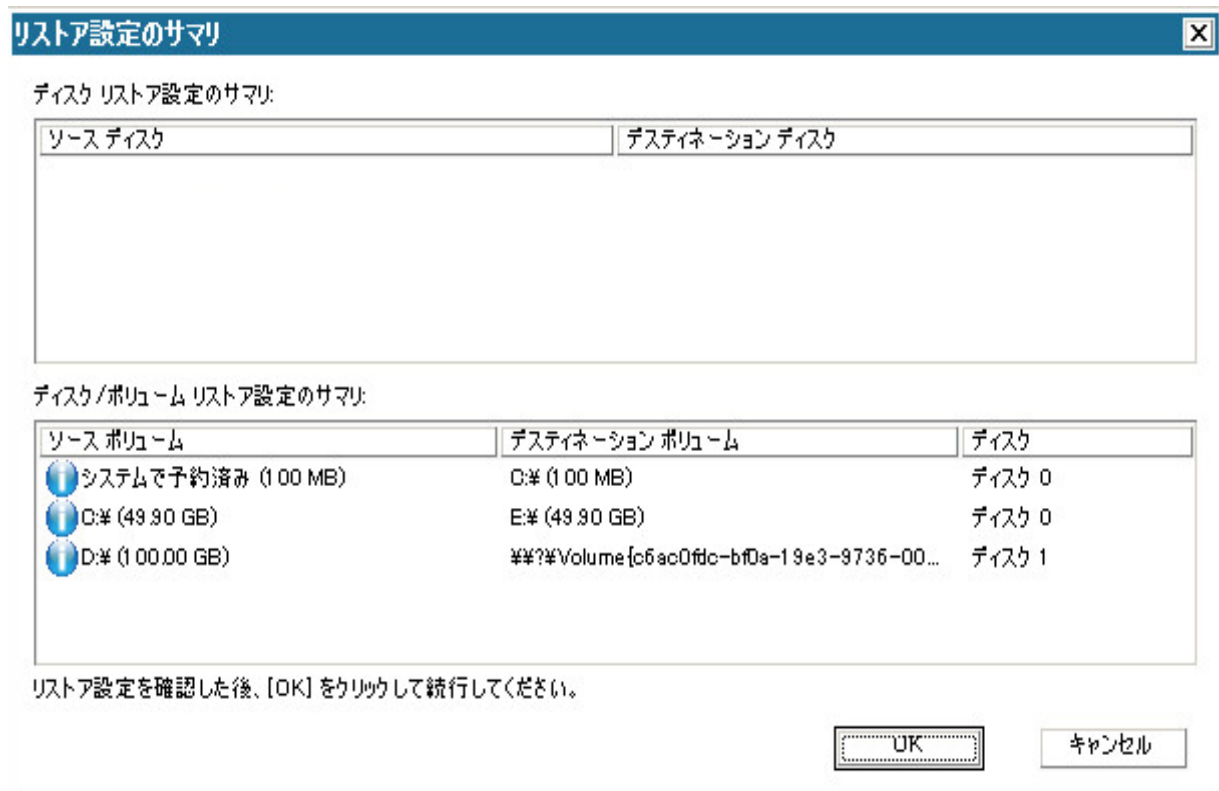 リストア設定のサマリ
ディスク リストア設定のサマリ:
ソース ディスク デスティネーション ディスク
ディスク/ボリューム リストア設定のサマリ:
ソース ボリューム デスティネーション ボリューム ディスク
システムで予約済み (100 MB) C:¥ (100 MB) ディスク 0
C:¥ (49.90 GB) E:¥ (49.90 GB) ディスク 0
D:¥ (100.00 GB) ¥¥?¥Volume{c6ac0fdc-bf0a-19e3-9736-00... ディスク 1
リストア設定を確認した後、[OK] をクリックして続行してください。
OK キャンセル